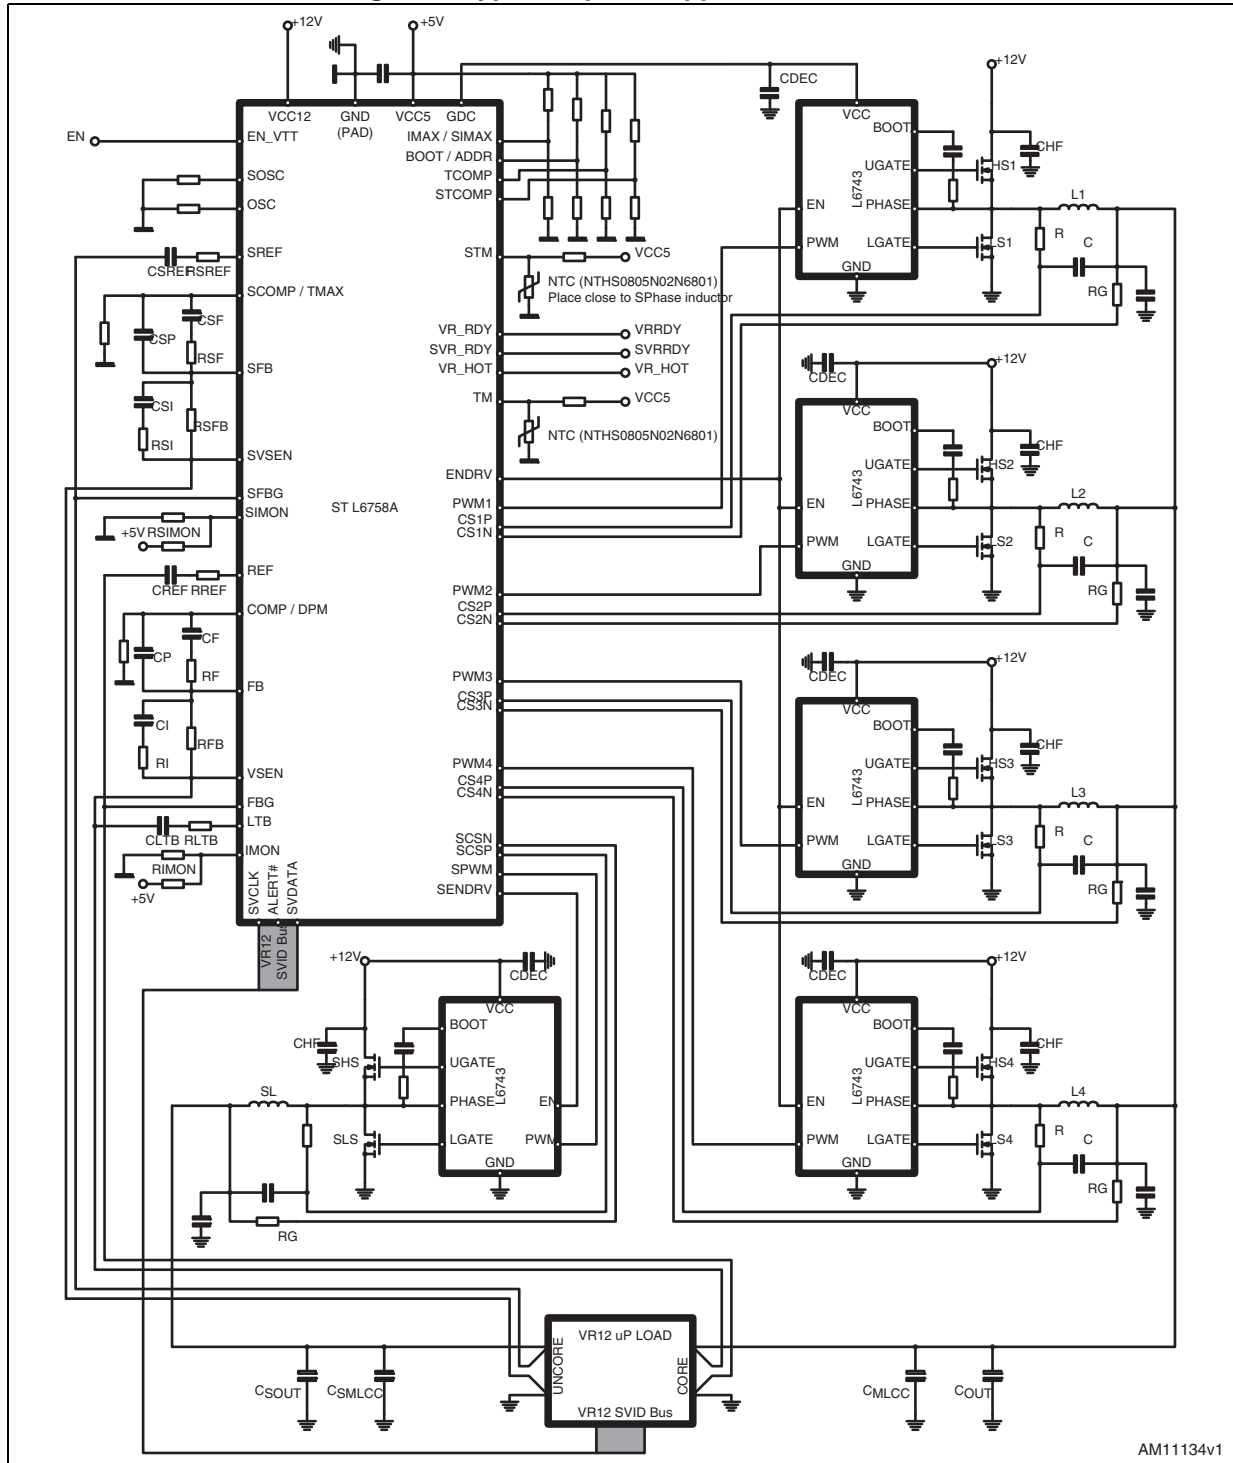 +12V
+5V
VCC12
GND
(PAD)
VCC5
GDC
CDEC
+12V
EN
EN_VTT
IMAX / SIMAX
BOOT / ADDR
TCOMP
STCOMP
SOSC
OSC
SREF
CSREF
RSREF
SCOMP / TMAX
CSF
CSP
RSF
SFB
CSI
RSFB
RSI
SVSEN
SFBG
SIMON
+5V
RSIMON
REF
CREF
RREF
COMP / DPM
CF
CP
RF
FB
CI
RFB
RI
VSEN
FBG
LTB
CLTB
RLTB
IMON
RIMON
+5V
ST L6758A
STM
VCC5
NTC (NTHS0805N02N6801)
Place close to SPhase inductor
VR_RDY
VRRDY
SVR_RDY
SVRRDY
VR_HOT
VR_HOT
TM
VCC5
NTC (NTHS0805N02N6801)
ENDRV
PWM1
CS1P
CS1N
PWM2
CS2P
CS2N
PWM3
CS3P
CS3N
PWM4
CS4P
CS4N
SCSN
SCSP
SPWM
SENDRV
SVCLK
ALERT#
SVDATA
VR12
SVID Bus
VCC
BOOT
UGATE
HS1
CHF
L6743
EN
PHASE
L1
R
C
PWM
LGATE
LS1
GND
RG
+12V
CDEC
VCC
BOOT
UGATE
HS2
CHF
L6743
EN
PHASE
L2
R
C
PWM
LGATE
LS2
GND
RG
+12V
CDEC
VCC
BOOT
UGATE
HS3
CHF
L6743
EN
PHASE
L3
R
C
PWM
LGATE
LS3
GND
RG
+12V
CDEC
VCC
BOOT
UGATE
HS4
CHF
L6743
EN
PHASE
L4
R
C
PWM
LGATE
LS4
GND
RG
+12V
CDEC
VCC
BOOT
CHF
SHS
UGATE
L6743
SL
PHASE
EN
SLS
LGATE
PWM
GND
RG
VR12 uP LOAD
UNCORE
CORE
VR12 SVID Bus
CSOUT
CSMLCC
CMLCC
COUT
AM11134v1